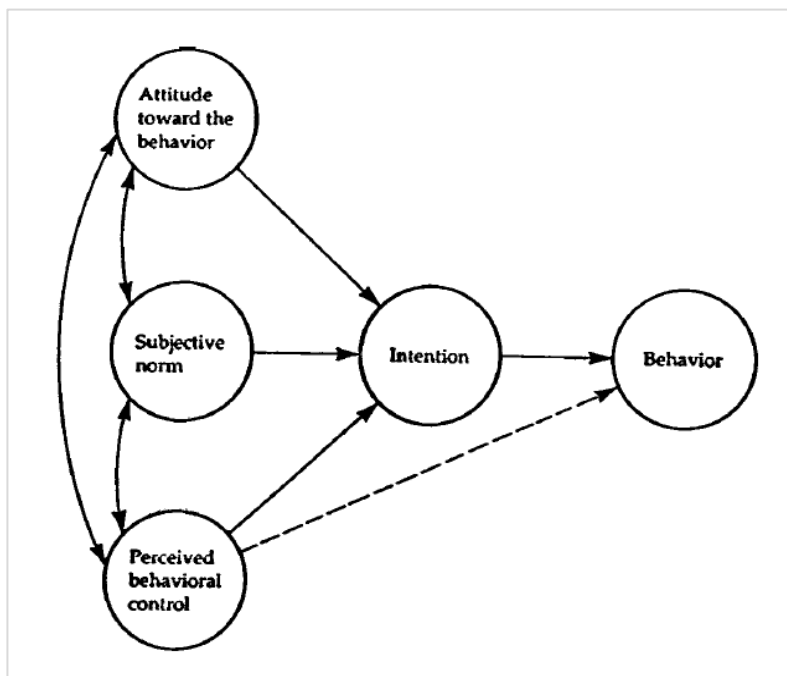 Attitude
toward the
behavior
Subjective
norm
Intention
Behavior
Perceived
behavioral
control